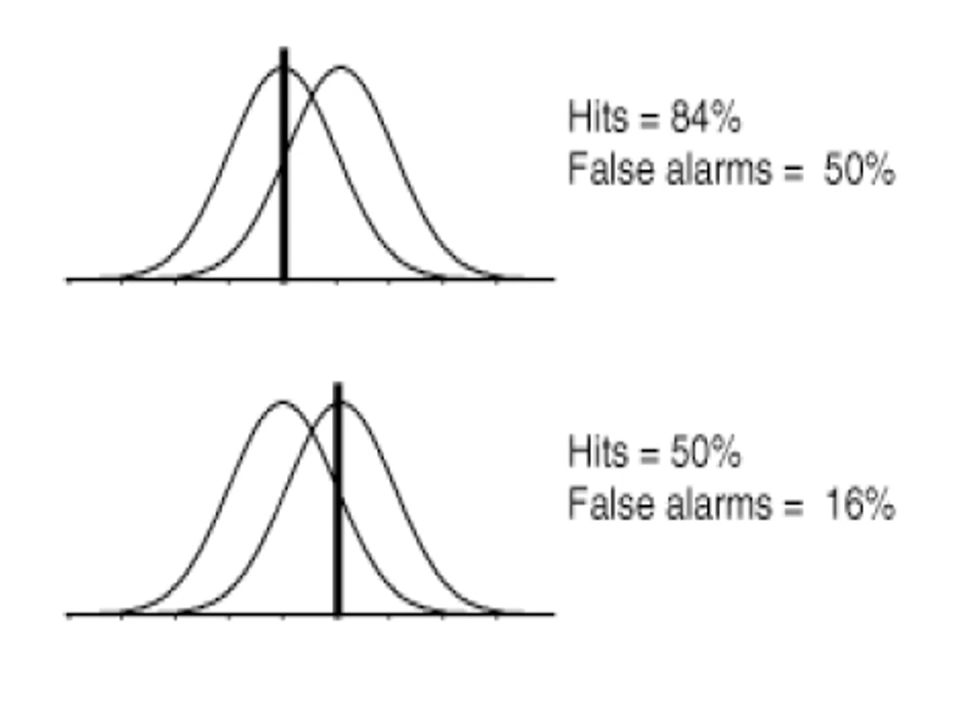 Hits = 84%
False alarms = 50%
Hits = 50%
False alarms = 16%